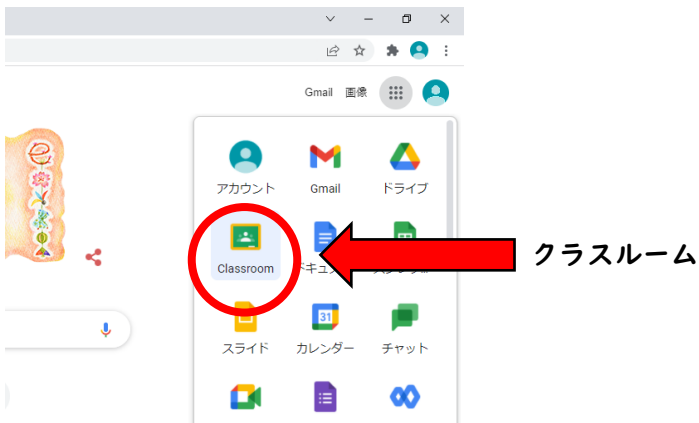 Gmail 画像
アカウント Gmail ドライブ
Classroom
クラスルーム
31
スライド カレンダー チャット